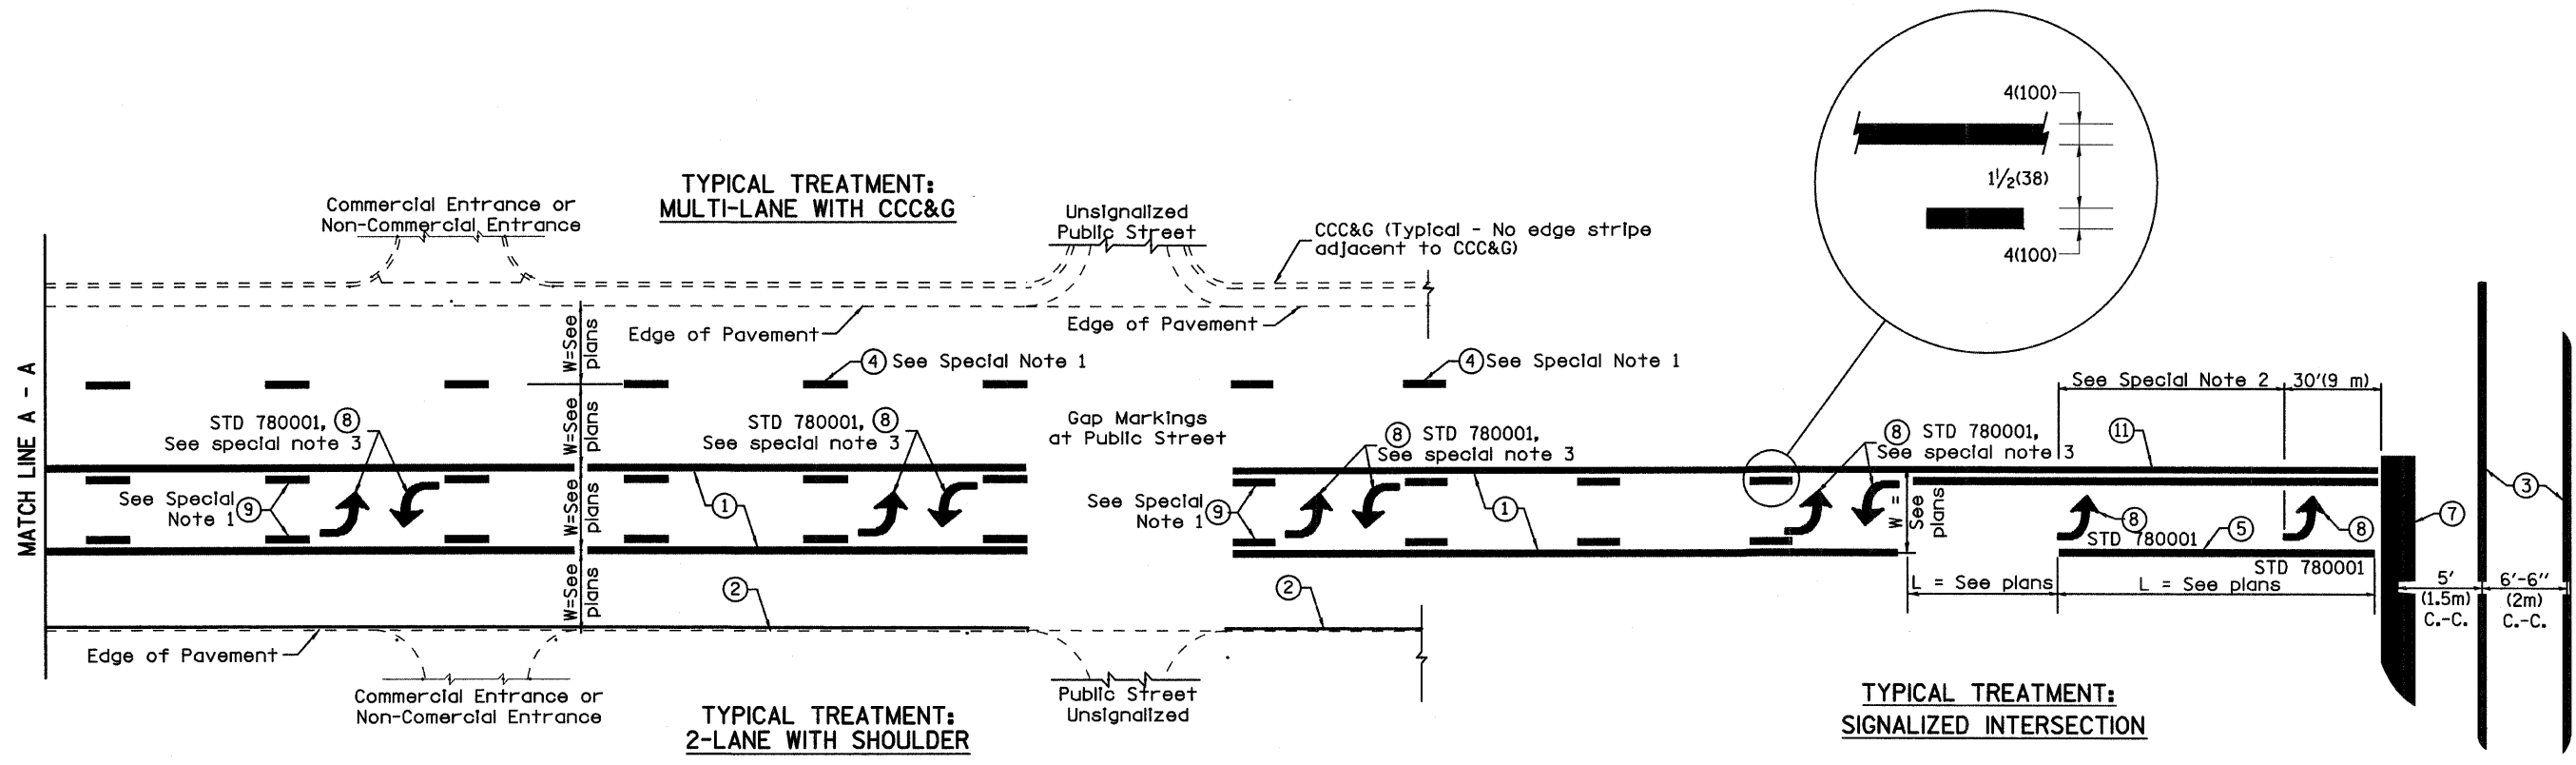 MATCH LINE A - A
TYPICAL TREATMENT:
MULTI-LANE WITH CCC&G
Commercial Entrance or
Non-Commercial Entrance
Unsignalized
Public Street
CCC&G (Typical - No edge stripe
adjacent to CCC&G)
4(100)
1½(38)
4(100)
Edge of Pavement
Edge of Pavement
W=See
plans
4 See Special Note 1
4 See Special Note 1
See Special Note 2
30'(9 m)
STD 780001, 8
See special note 3
W=See
plans
STD 780001, 8
See special note 3
Gap Markings
at Public Street
8 STD 780001,
See special note 3
8 STD 780001,
See special note 3
11
See Special
Note 1 9
1
W=See
plans
See Special
Note 1 9
1
W =
See
plans
8
STD 780001
5
8
7
3
STD 780001
L = See plans
L = See plans
5'
(1.5m)
C.-C.
6'-6"
(2m)
C.-C.
W=See
plans
2
2
Edge of Pavement
Commercial Entrance or
Non-Comercial Entrance
Public Street
Unsignalized
TYPICAL TREATMENT:
2-LANE WITH SHOULDER
TYPICAL TREATMENT:
SIGNALIZED INTERSECTION